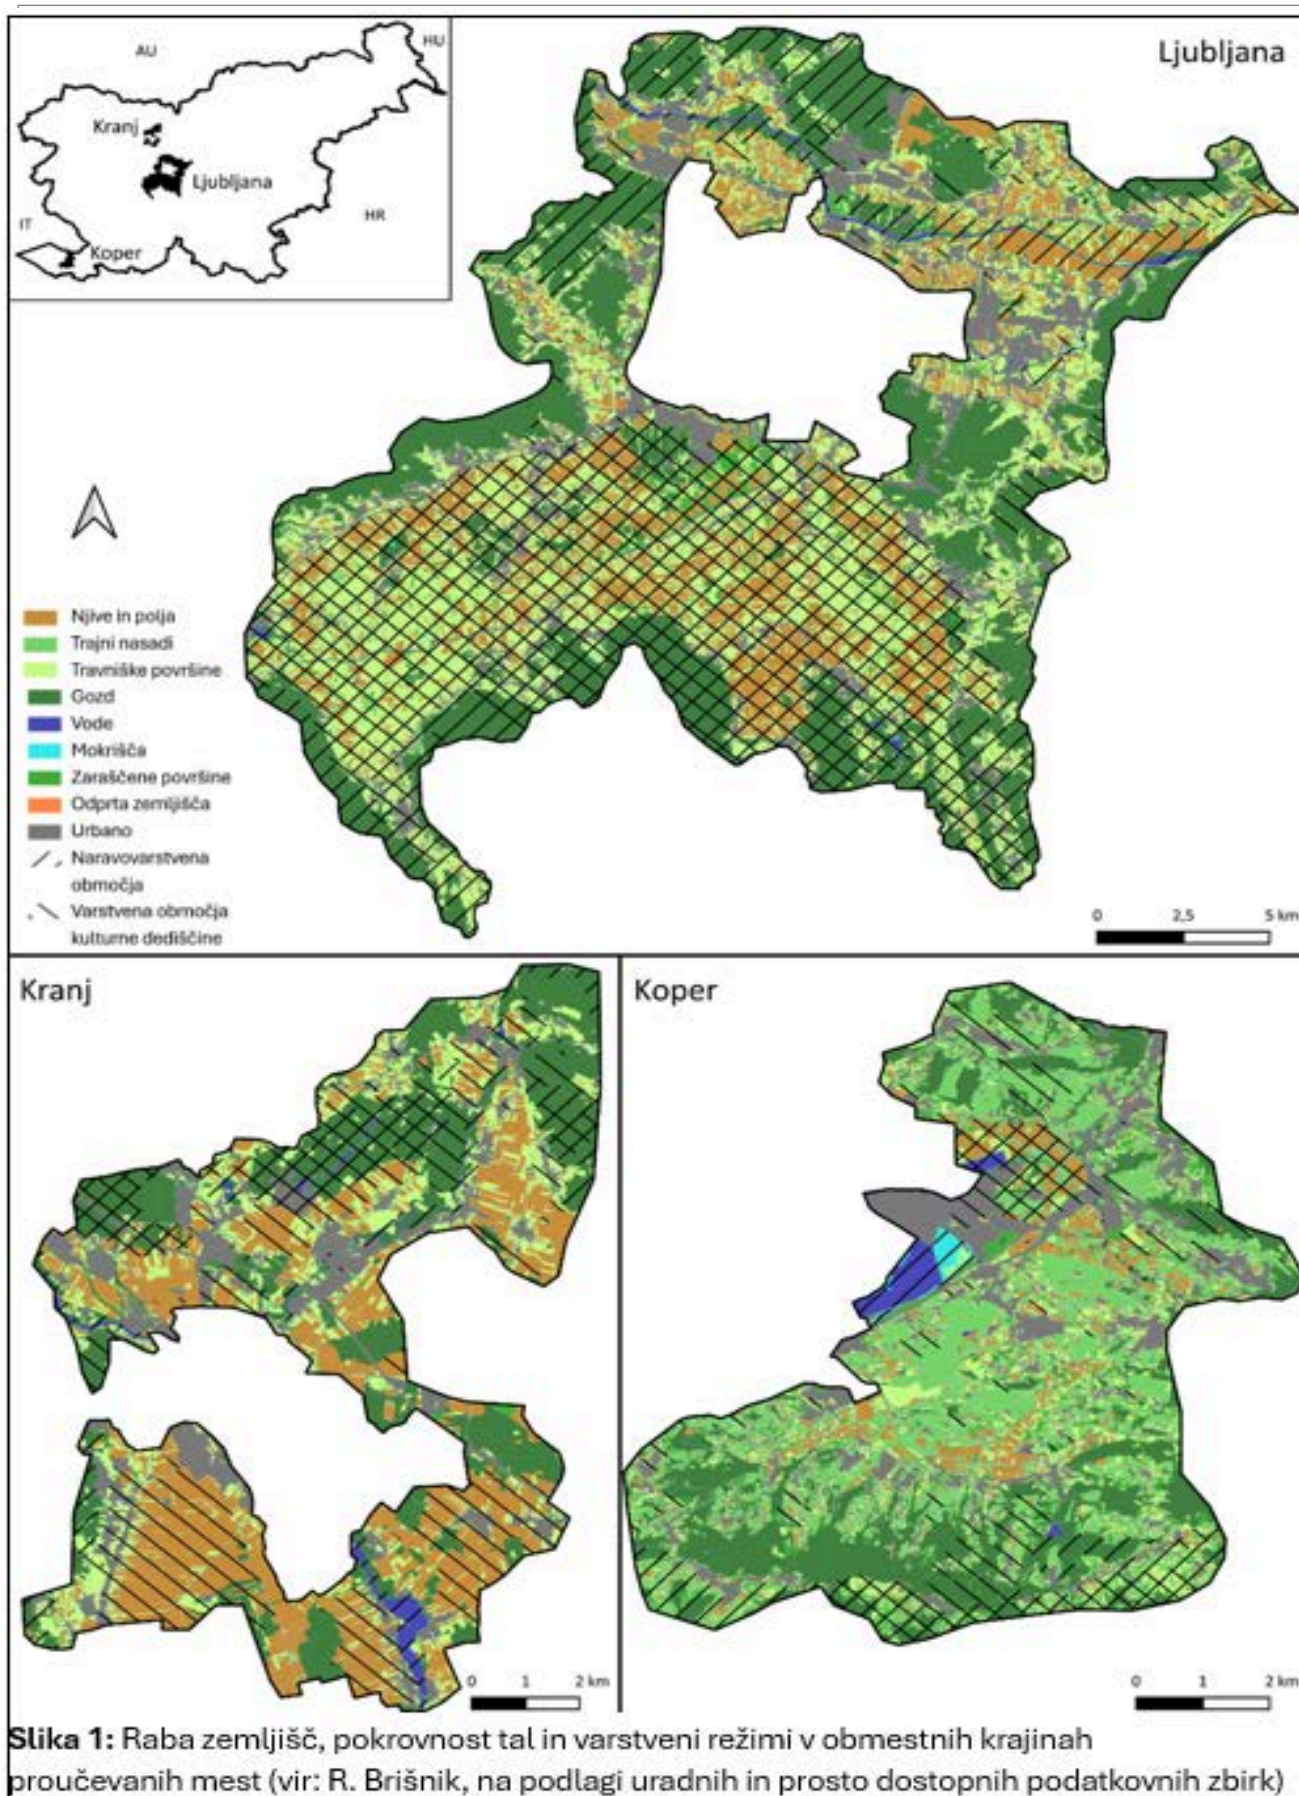 AU
HU
Kranj
Ljubljana
HR
IT
Koper
Ljubljana
Njive in polja
Trajni nasadi
Travniške površine
Gozd
Vode
Mokrišča
Zaraščene površine
Odprta zemljišča
Urbano
Naravovarstvena
območja
Varstvena območja
kulturne dediščine
0 2,5 5 km
Kranj
0 1 2 km
Koper
0 1 2 km
Slika 1: Raba zemljišč, pokrovnost tal in varstveni režimi v obmestnih krajinah
proučevanih mest (vir: R. Brišnik, na podlagi uradnih in prosto dostopnih podatkovnih zbirk)